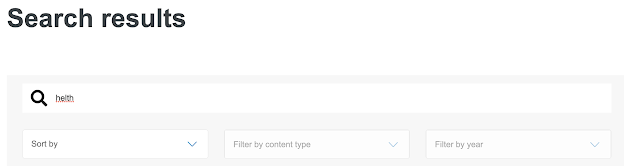 Search results
helth
Sort by
Filter by content type
Filter by year